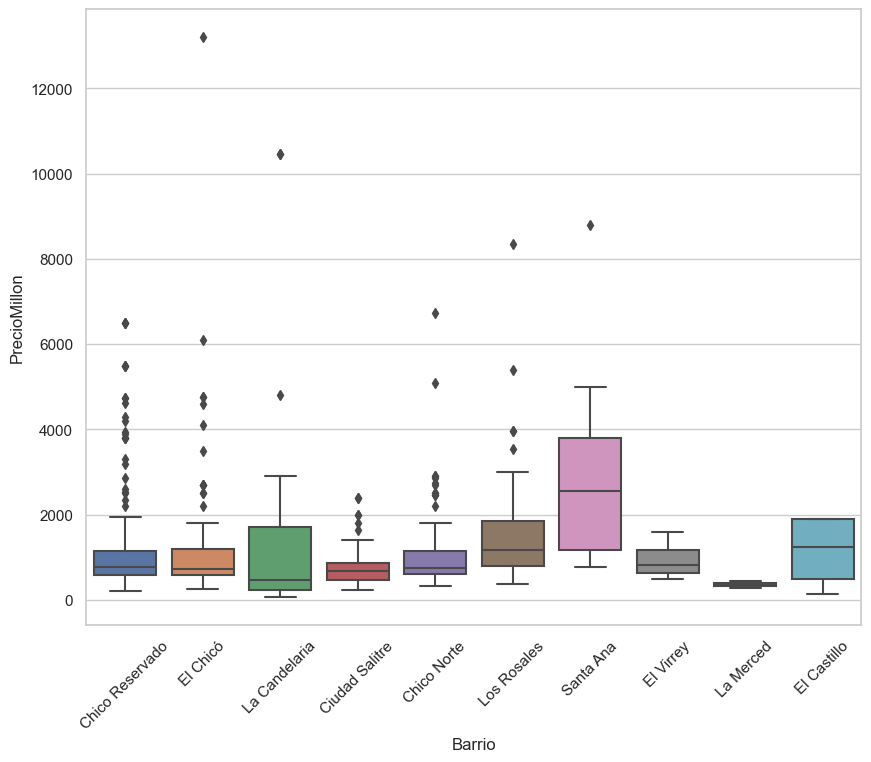 12000
10000
8000
6000
4000
2000
0
PrecioMillon
Chico Reservado
El Chicó
La Candelaria
Ciudad Salitre
Chico Norte
Los Rosales
Santa Ana
El Virrey
La Merced
El Castillo
Barrio